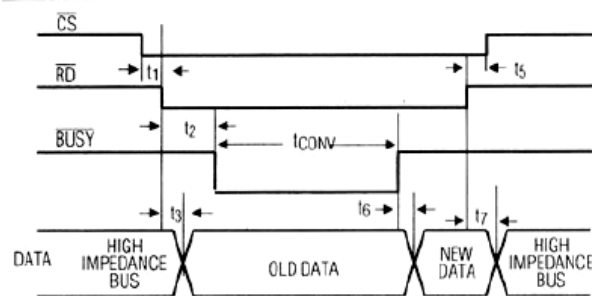 CS
t1
t5
RD
t2
tCONV
BUSY
t3
t6
t7
DATA
HIGH
IMPEDANCE
BUS
OLD DATA
NEW
DATA
HIGH
IMPEDANCE
BUS